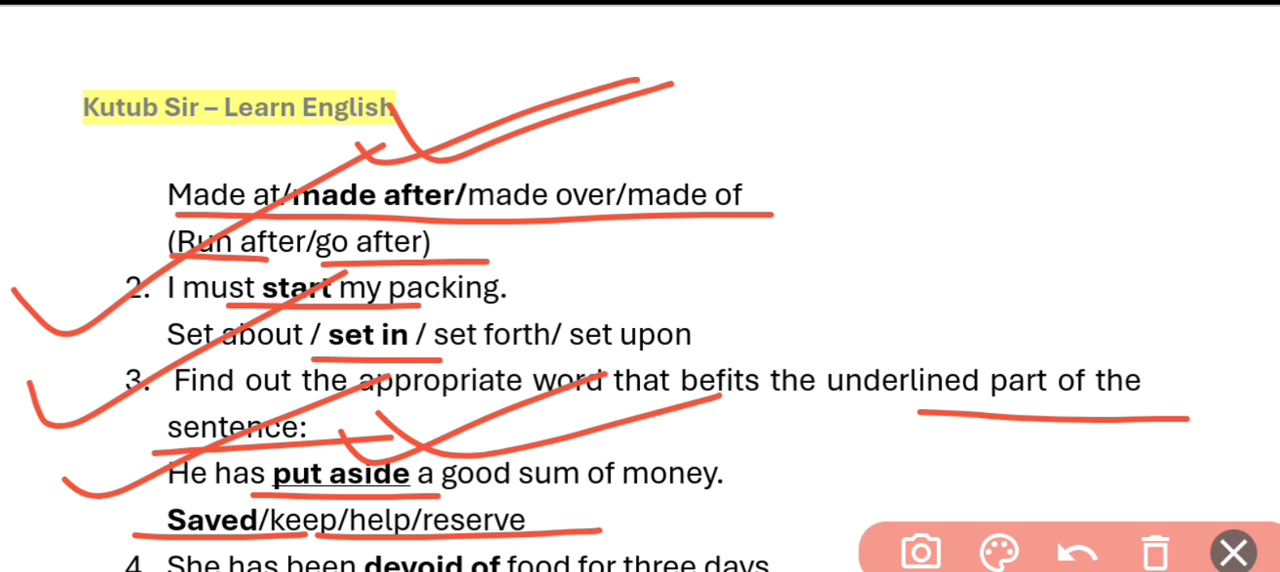 Kutub Sir – Learn English
Made at/made after/made over/made of
(Run after/go after)
2. I must start my packing.
Set about / set in / set forth/ set upon
3. Find out the appropriate word that befits the underlined part of the
sentence:
He has put aside a good sum of money.
Saved/keep/help/reserve
4. She has been devoid of food for three days